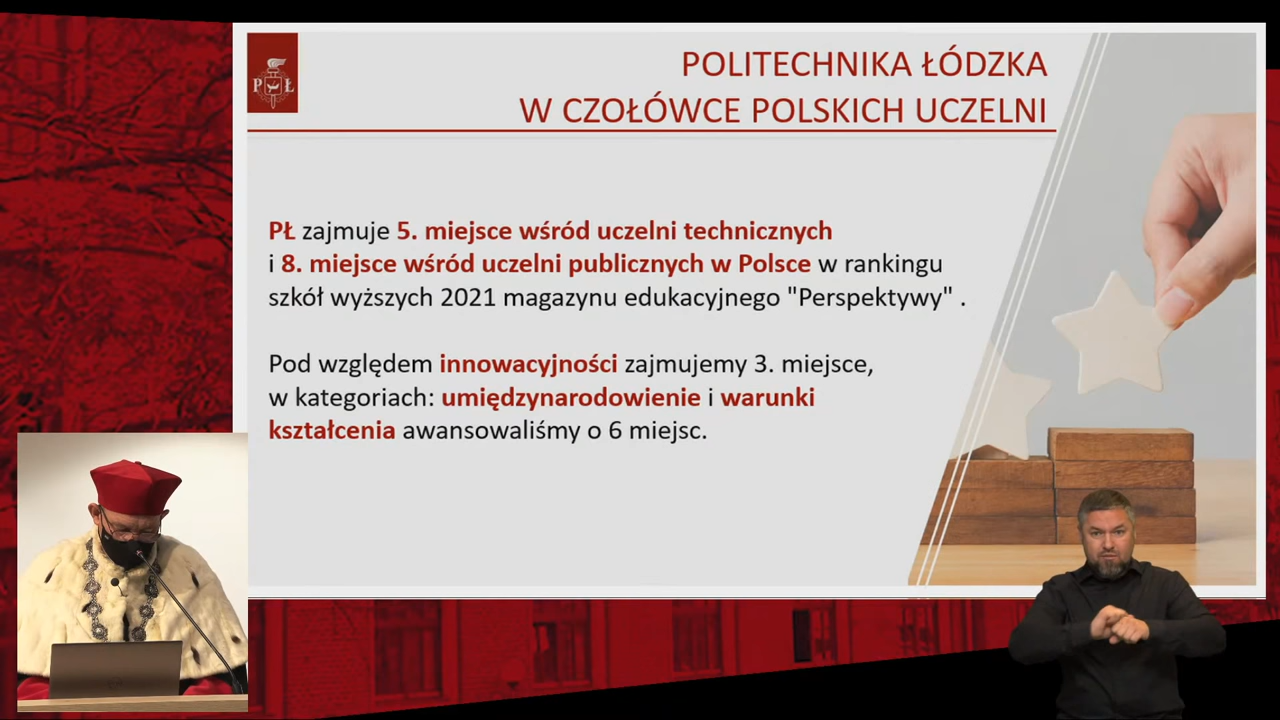 P Ł
POLITECHNIKA ŁÓDZKA
W CZOŁÓWCE POLSKICH UCZELNI
PŁ zajmuje 5. miejsce wśród uczelni technicznych
i 8. miejsce wśród uczelni publicznych w Polsce w rankingu
szkół wyższych 2021 magazynu edukacyjnego "Perspektywy" .
Pod względem innowacyjności zajmujemy 3. miejsce,
w kategoriach: umiędzynarodowienie i warunki
kształcenia awansowaliśmy o 6 miejsc.